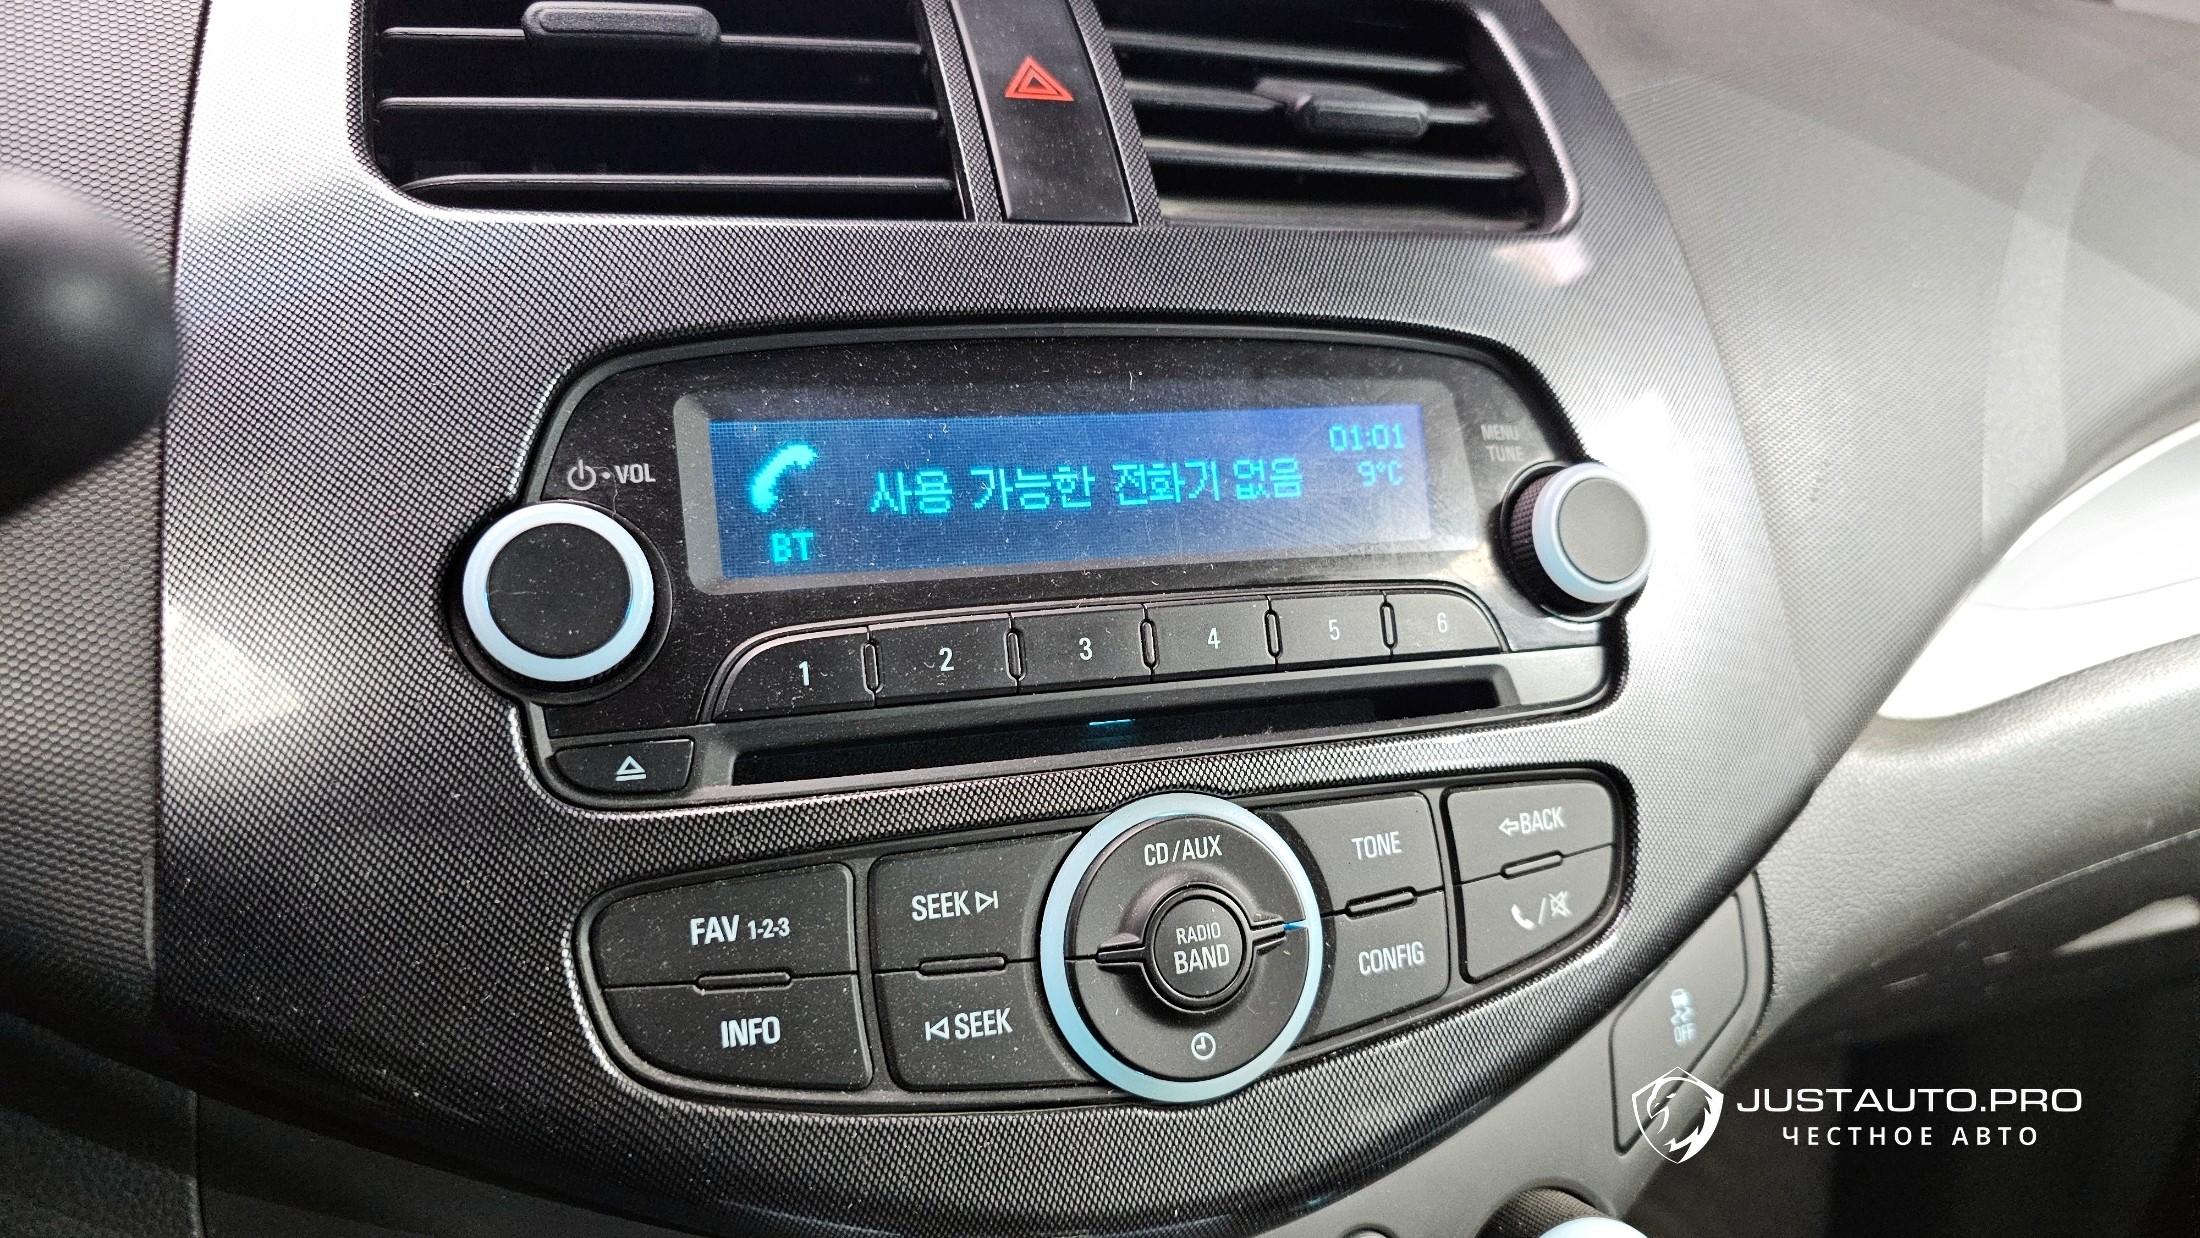 VOL
01:01
MENU
TUNE
사용 가능한 전화기 없음
9°C
BT
1 2 3 4 5 6
CD/AUX
TONE
BACK
SEEK
FAV 1-2-3
RADIO
BAND
CONFIG
INFO
SEEK
OFF
JUSTAUTO.PRO
ЧЕСТНОЕ АВТО